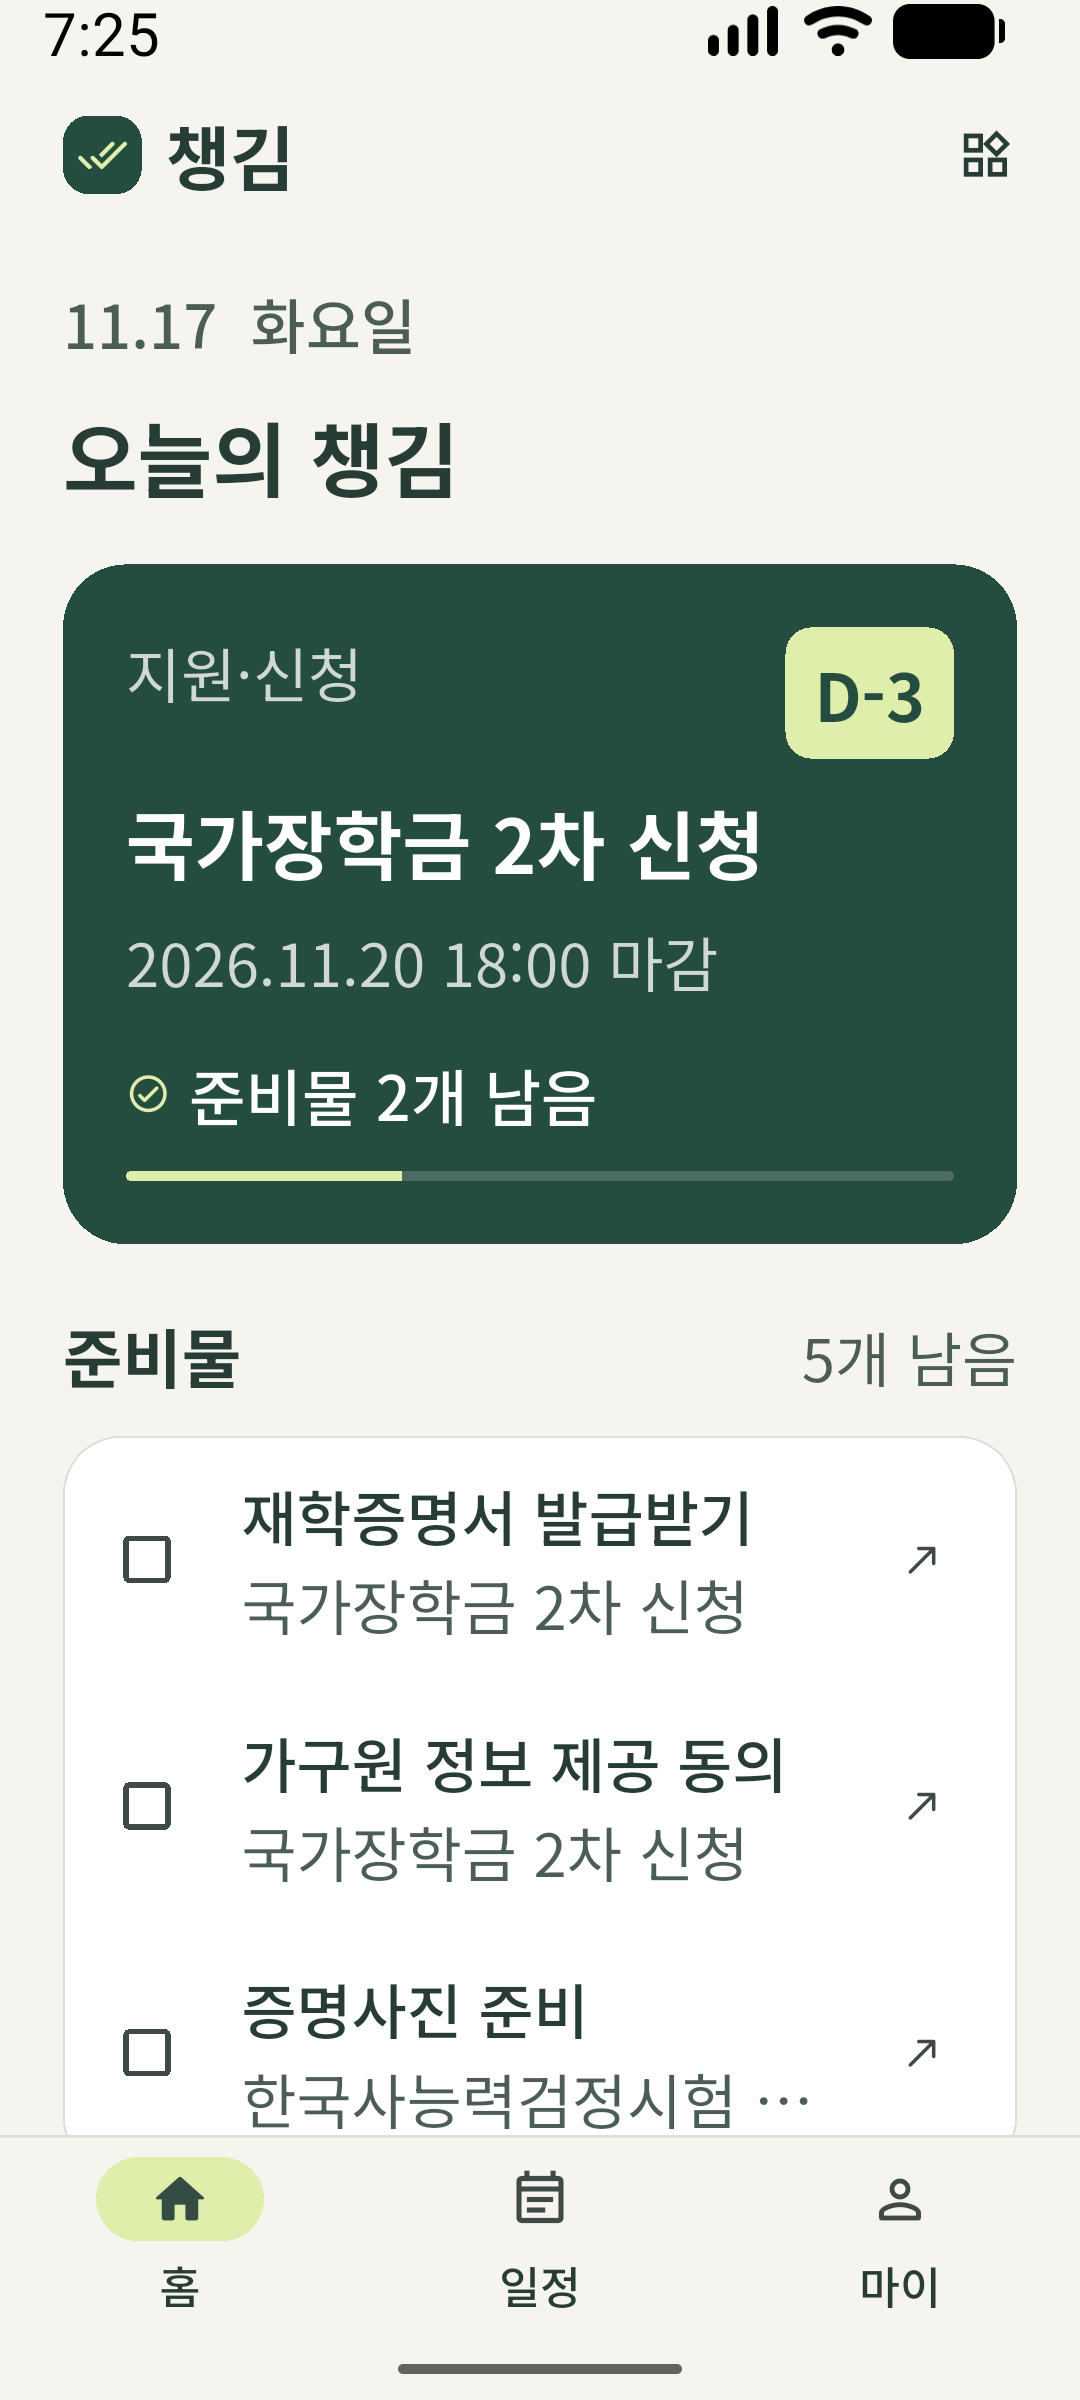 7:25
챙김
11.17 화요일
오늘의 챙김
지원·신청
D-3
국가장학금 2차 신청
2026.11.20 18:00 마감
준비물 2개 남음
준비물
5개 남음
재학증명서 발급받기
국가장학금 2차 신청
가구원 정보 제공 동의
국가장학금 2차 신청
증명사진 준비
한국사능력검정시험 …
홈
일정
마이